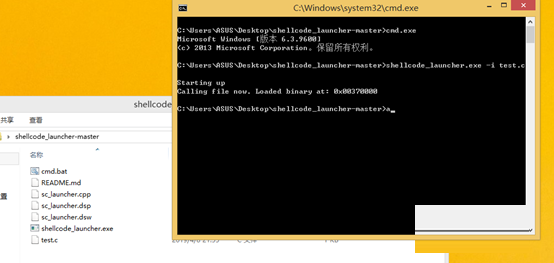 C:\Windows\system32\cmd.exe
C:\Users\ASUS\Desktop\shellcode_launcher-master>cmd.exe
Microsoft Windows [版本 6.3.9600]
(c) 2013 Microsoft Corporation。保留所有权利。
C:\Users\ASUS\Desktop\shellcode_launcher-master>shellcode_launcher.exe -i test.c
Starting up
Calling file now. Loaded binary at: 0x00370000
C:\Users\ASUS\Desktop\shellcode_launcher-master>a_
shellcode_launcher-mas
共享
查看
shellcode_launcher-master
名称
cmd.bat
README.md
sc_launcher.cpp
sc_launcher.dsp
sc_launcher.dsw
shellcode_launcher.exe
test.c